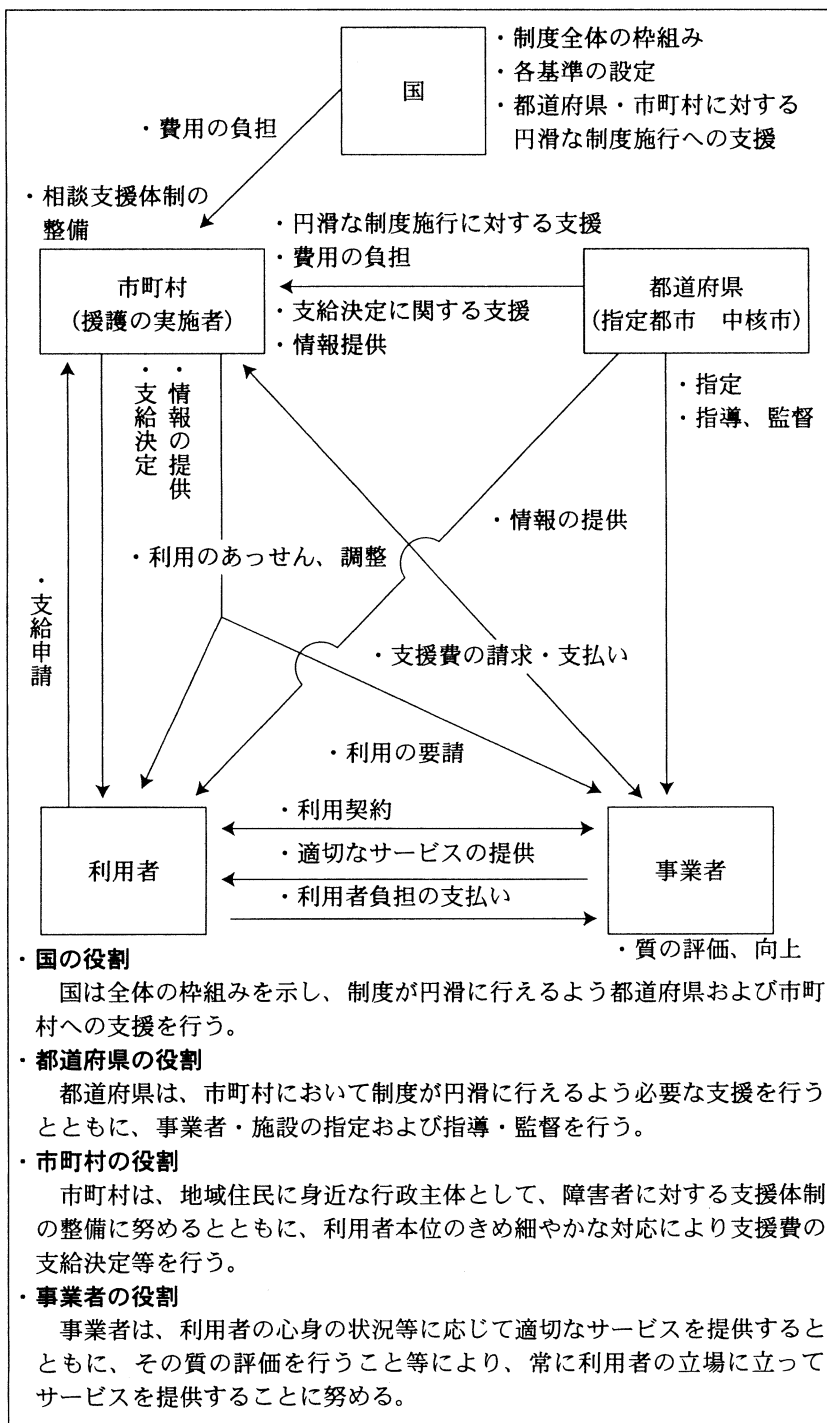 国
・制度全体の枠組み
・各基準の設定
・都道府県・市町村に対する
円滑な制度施行への支援
・費用の負担
・相談支援体制の
整備
・円滑な制度施行に対する支援
・費用の負担
市町村
(援護の実施者)
都道府県
(指定都市　中核市)
・支給決定に関する支援
・情報提供
・指定
・指導、監督
・情報の提供
・支給決定
・情報の提供
・利用のあっせん、調整
・支給申請
・支援費の請求・支払い
・利用の要請
・利用契約
・適切なサービスの提供
・利用者負担の支払い
利用者
事業者
・質の評価、向上
・国の役割
国は全体の枠組みを示し、制度が円滑に行えるよう都道府県および市町
村への支援を行う。
・都道府県の役割
都道府県は、市町村において制度が円滑に行えるよう必要な支援を行う
とともに、事業者・施設の指定および指導・監督を行う。
・市町村の役割
市町村は、地域住民に身近な行政主体として、障害者に対する支援体制
の整備に努めるとともに、利用者本位のきめ細やかな対応により支援費の
支給決定等を行う。
・事業者の役割
事業者は、利用者の心身の状況等に応じて適切なサービスを提供すると
ともに、その質の評価を行うこと等により、常に利用者の立場に立って
サービスを提供することに努める。